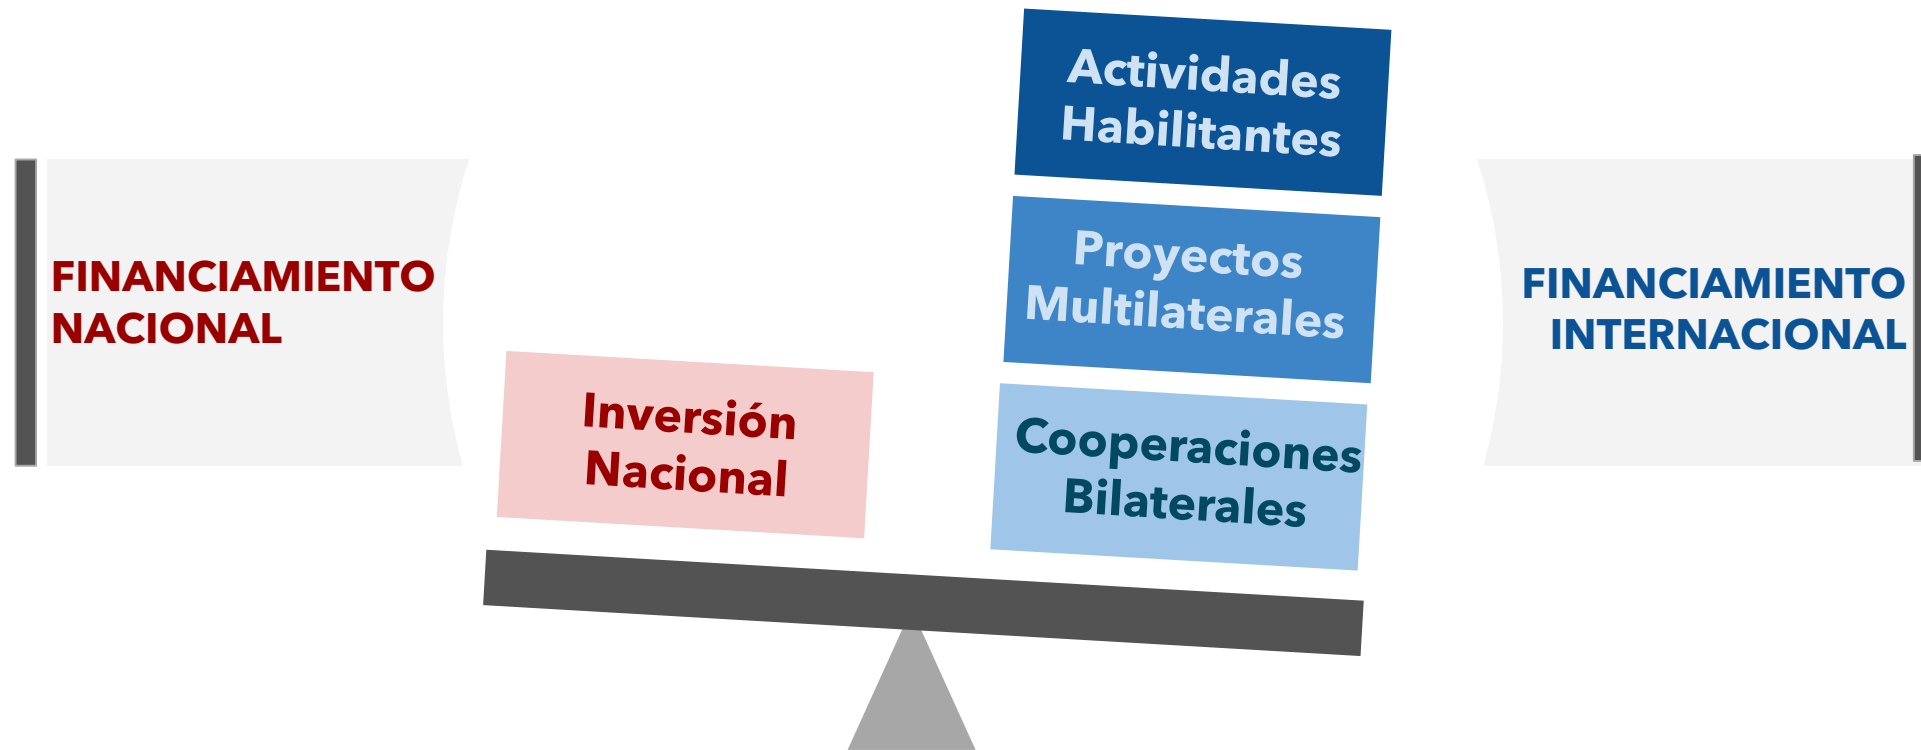 FINANCIAMIENTO
NACIONAL
Inversión
Nacional
Actividades
Habilitantes
Proyectos
Multilaterales
Cooperaciones
Bilaterales
FINANCIAMIENTO
INTERNACIONAL